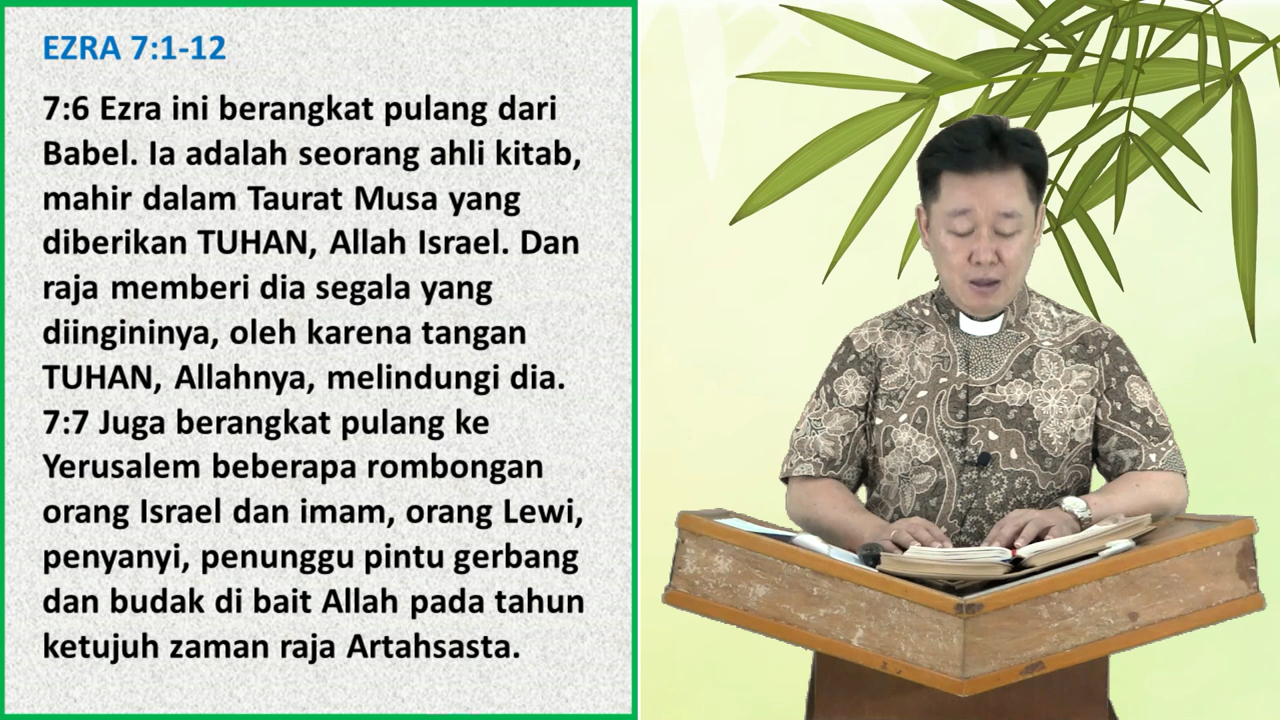 EZRA 7:1-12
7:6 Ezra ini berangkat pulang dari
Babel. Ia adalah seorang ahli kitab,
mahir dalam Taurat Musa yang
diberikan TUHAN, Allah Israel. Dan
raja memberi dia segala yang
diingininya, oleh karena tangan
TUHAN, Allahnya, melindungi dia.
7:7 Juga berangkat pulang ke
Yerusalem beberapa rombongan
orang Israel dan imam, orang Lewi,
penyanyi, penunggu pintu gerbang
dan budak di bait Allah pada tahun
ketujuh zaman raja Artahsasta.